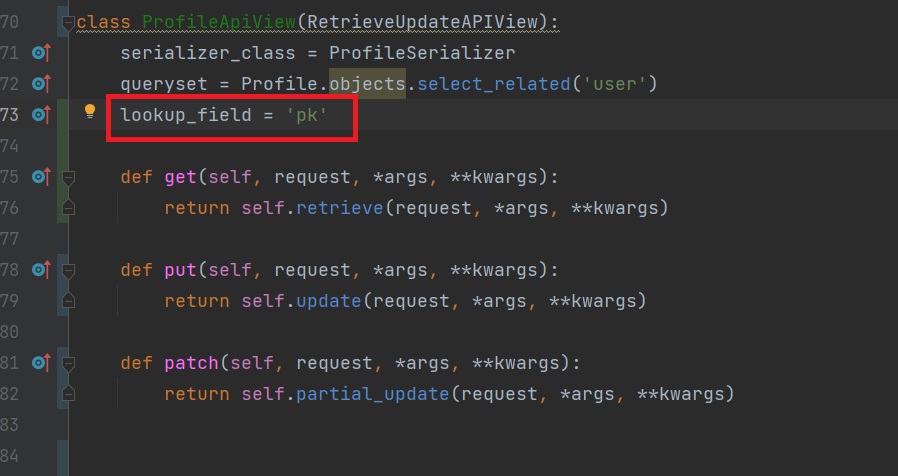 70 class ProfileApiView(RetrieveUpdateAPIView):
71 serializer_class = ProfileSerializer
72 queryset = Profile.objects.select_related('user')
73 lookup_field = 'pk'
74
75 def get(self, request, *args, **kwargs):
76 return self.retrieve(request, *args, **kwargs)
77
78 def put(self, request, *args, **kwargs):
79 return self.update(request, *args, **kwargs)
80
81 def patch(self, request, *args, **kwargs):
82 return self.partial_update(request, *args, **kwargs)
83
84